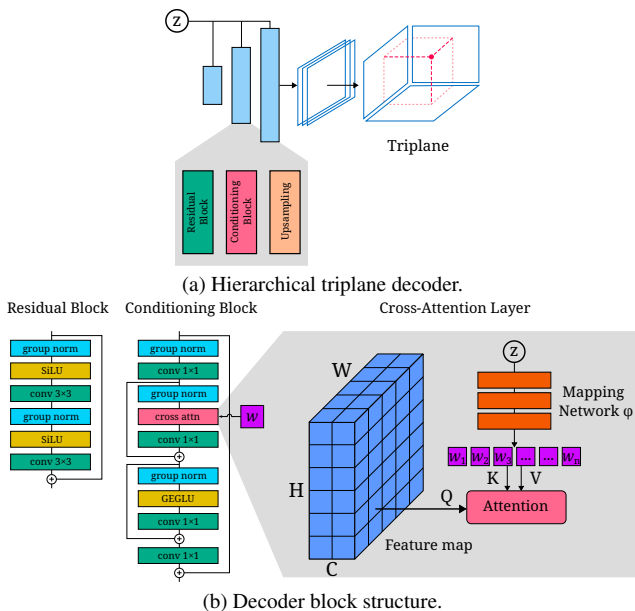 Z
Triplane
Residual
Block
Conditioning
Block
Upsampling
(a) Hierarchical triplane decoder.
Residual Block
Conditioning Block
Cross-Attention Layer
group norm
SiLU
conv 3×3
group norm
SiLU
conv 3×3
+
group norm
conv 1×1
group norm
cross attn
w
conv 1×1
+
group norm
GEGLU
conv 1×1
+
conv 1×1
+
W
H
C
Feature map
Q
Z
Mapping
Network φ
w₁ w₂ w₃ ... ... wₙ
K V
Attention
(b) Decoder block structure.